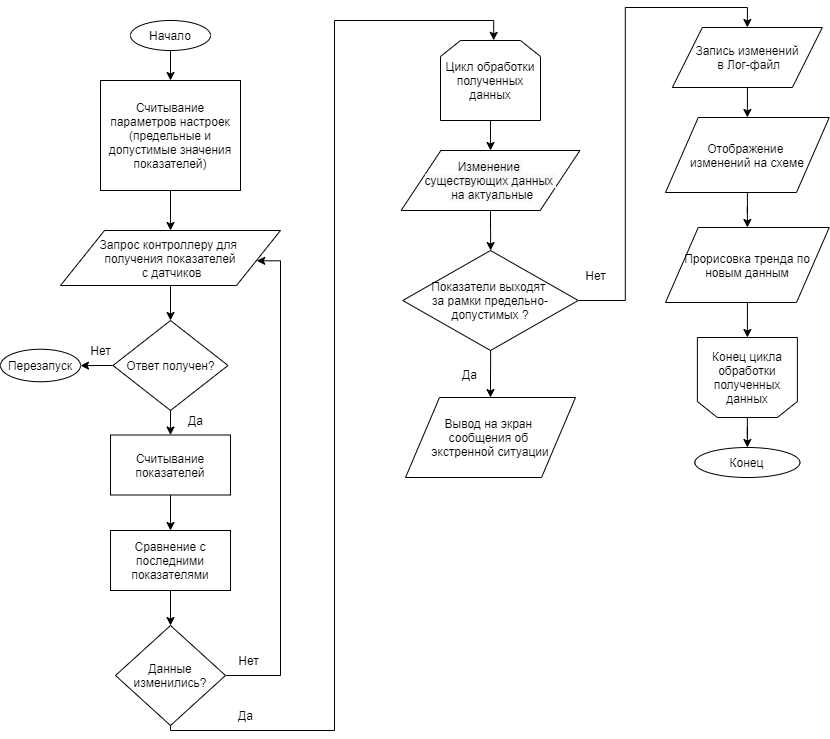 Начало
Считывание
параметров настроек
(предельные и
допустимые значения
показателей)
Запрос контроллеру для
получения показателей
с датчиков
Ответ получен?
Нет
Перезапуск
Да
Считывание
показателей
Сравнение с
последними
показателями
Данные
изменились?
Нет
Да
Цикл обработки
полученных
данных
Изменение
существующих данных
на актуальные
Показатели выходят
за рамки предельно-
допустимых ?
Нет
Да
Вывод на экран
сообщения об
экстренной ситуации
Запись изменений
в Лог-файл
Отображение
изменений на схеме
Прорисовка тренда по
новым данным
Конец цикла
обработки
полученных
данных
Конец